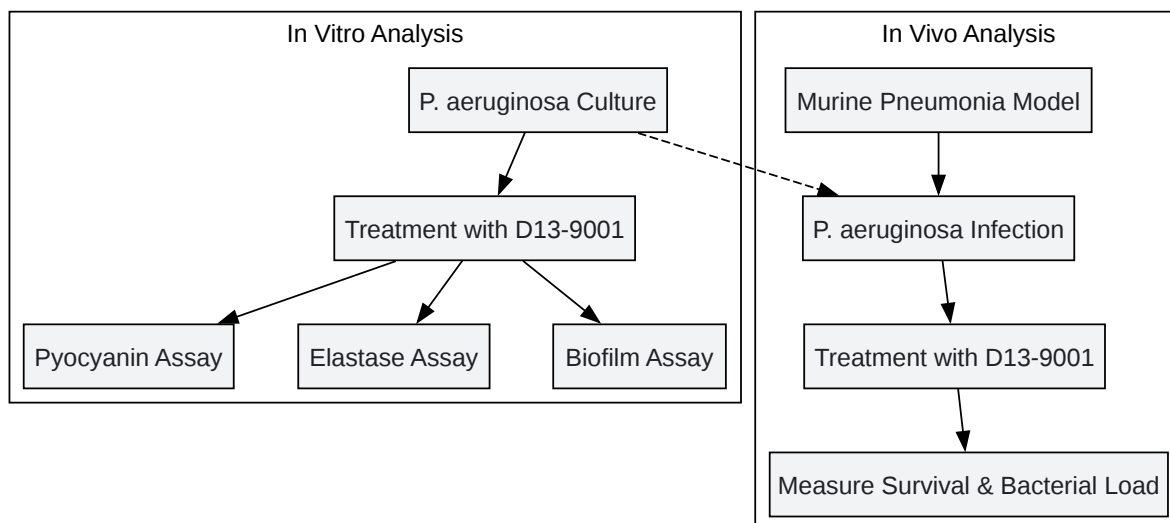 In Vitro Analysis
P. aeruginosa Culture
Treatment with D13-9001
Pyocyanin Assay
Elastase Assay
Biofilm Assay
In Vivo Analysis
Murine Pneumonia Model
P. aeruginosa Infection
Treatment with D13-9001
Measure Survival & Bacterial Load